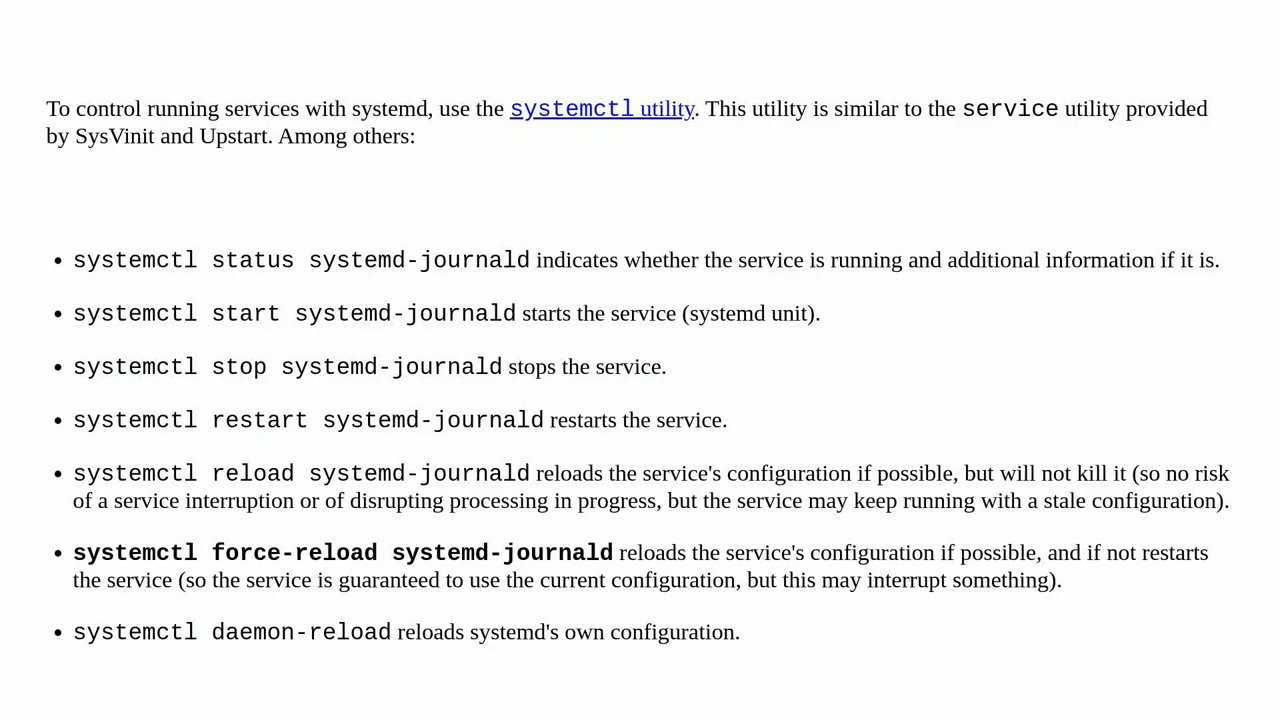 To control running services with systemd, use the systemctl utility. This utility is similar to the service utility provided
by SysVinit and Upstart. Among others:
• systemctl status systemd-journald indicates whether the service is running and additional information if it is.
• systemctl start systemd-journald starts the service (systemd unit).
• systemctl stop systemd-journald stops the service.
• systemctl restart systemd-journald restarts the service.
• systemctl reload systemd-journald reloads the service's configuration if possible, but will not kill it (so no risk
of a service interruption or of disrupting processing in progress, but the service may keep running with a stale configuration).
• systemctl force-reload systemd-journald reloads the service's configuration if possible, and if not restarts
the service (so the service is guaranteed to use the current configuration, but this may interrupt something).
• systemctl daemon-reload reloads systemd's own configuration.